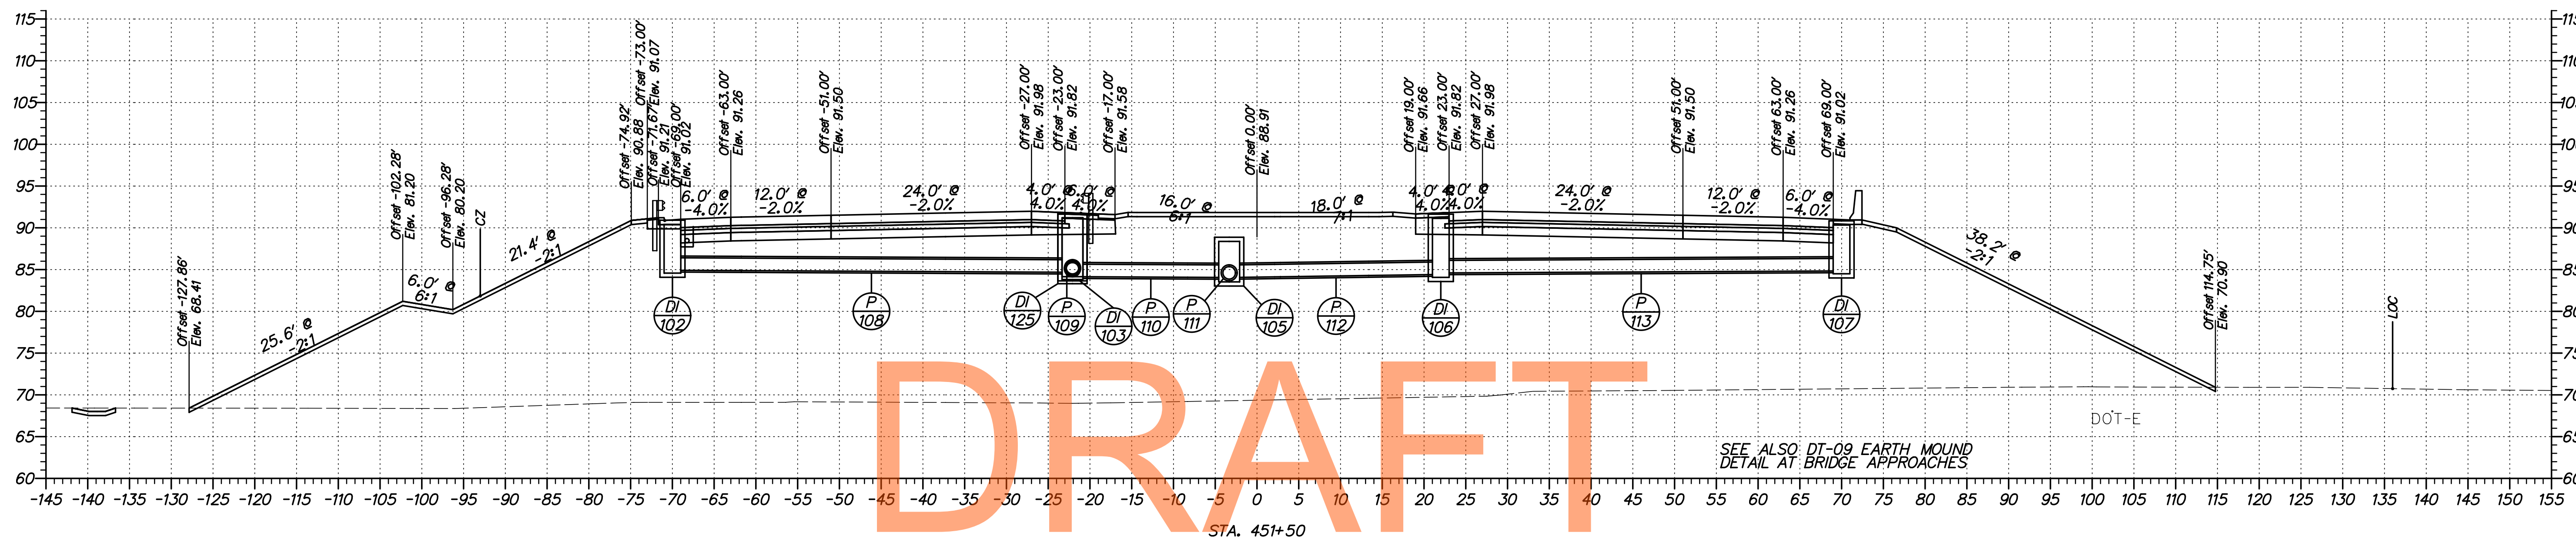 115
110
105
100
95
90
85
80
75
70
65
60
Offset -127.86'
Elev. 68.41
25.6' @
-2:1
Offset -102.28'
Elev. 81.20
6.0' @
6:1
Offset -96.28'
Elev. 80.20
CZ
21.4' @
-2:1
Offset -74.92'
Elev. 90.88
Offset -73.00'
Elev. 91.07
Offset -71.67'
Elev. 91.21
Offset -69.00'
Elev. 91.02
6.0' @
-4.0%
Offset -63.00'
Elev. 91.26
12.0' @
-2.0%
Offset -51.00'
Elev. 91.50
24.0' @
-2.0%
Offset -27.00'
Elev. 91.98
4.0' @
4.0%
Offset -23.00'
Elev. 91.82
6.0' @
4.0%
Offset -17.00'
Elev. 91.58
16.0' @
6:1
Offset 0.00'
Elev. 88.91
18.0' @
7:1
Offset 19.00'
Elev. 91.66
4.0' @
4.0%
Offset 23.00'
Elev. 91.82
4.0' @
-4.0%
Offset 27.00'
Elev. 91.98
24.0' @
-2.0%
Offset 51.00'
Elev. 91.50
12.0' @
-2.0%
Offset 63.00'
Elev. 91.26
6.0' @
-4.0%
Offset 69.00'
Elev. 91.02
38.2' @
-2:1
Offset 114.75'
Elev. 70.90
LOC
DI
102
P
108
DI
125
P
109
DI
103
P
110
P
111
DI
105
P
112
DI
106
P
113
DI
107
DOT-E
SEE ALSO DT-09 EARTH MOUND
DETAIL AT BRIDGE APPROACHES
DRAFT
-145 -140 -135 -130 -125 -120 -115 -110 -105 -100 -95 -90 -85 -80 -75 -70 -65 -60 -55 -50 -45 -40 -35 -30 -25 -20 -15 -10 -5 0 5 10 15 20 25 30 35 40 45 50 55 60 65 70 75 80 85 90 95 100 105 110 115 120 125 130 135 140 145 150 155
STA. 451+50